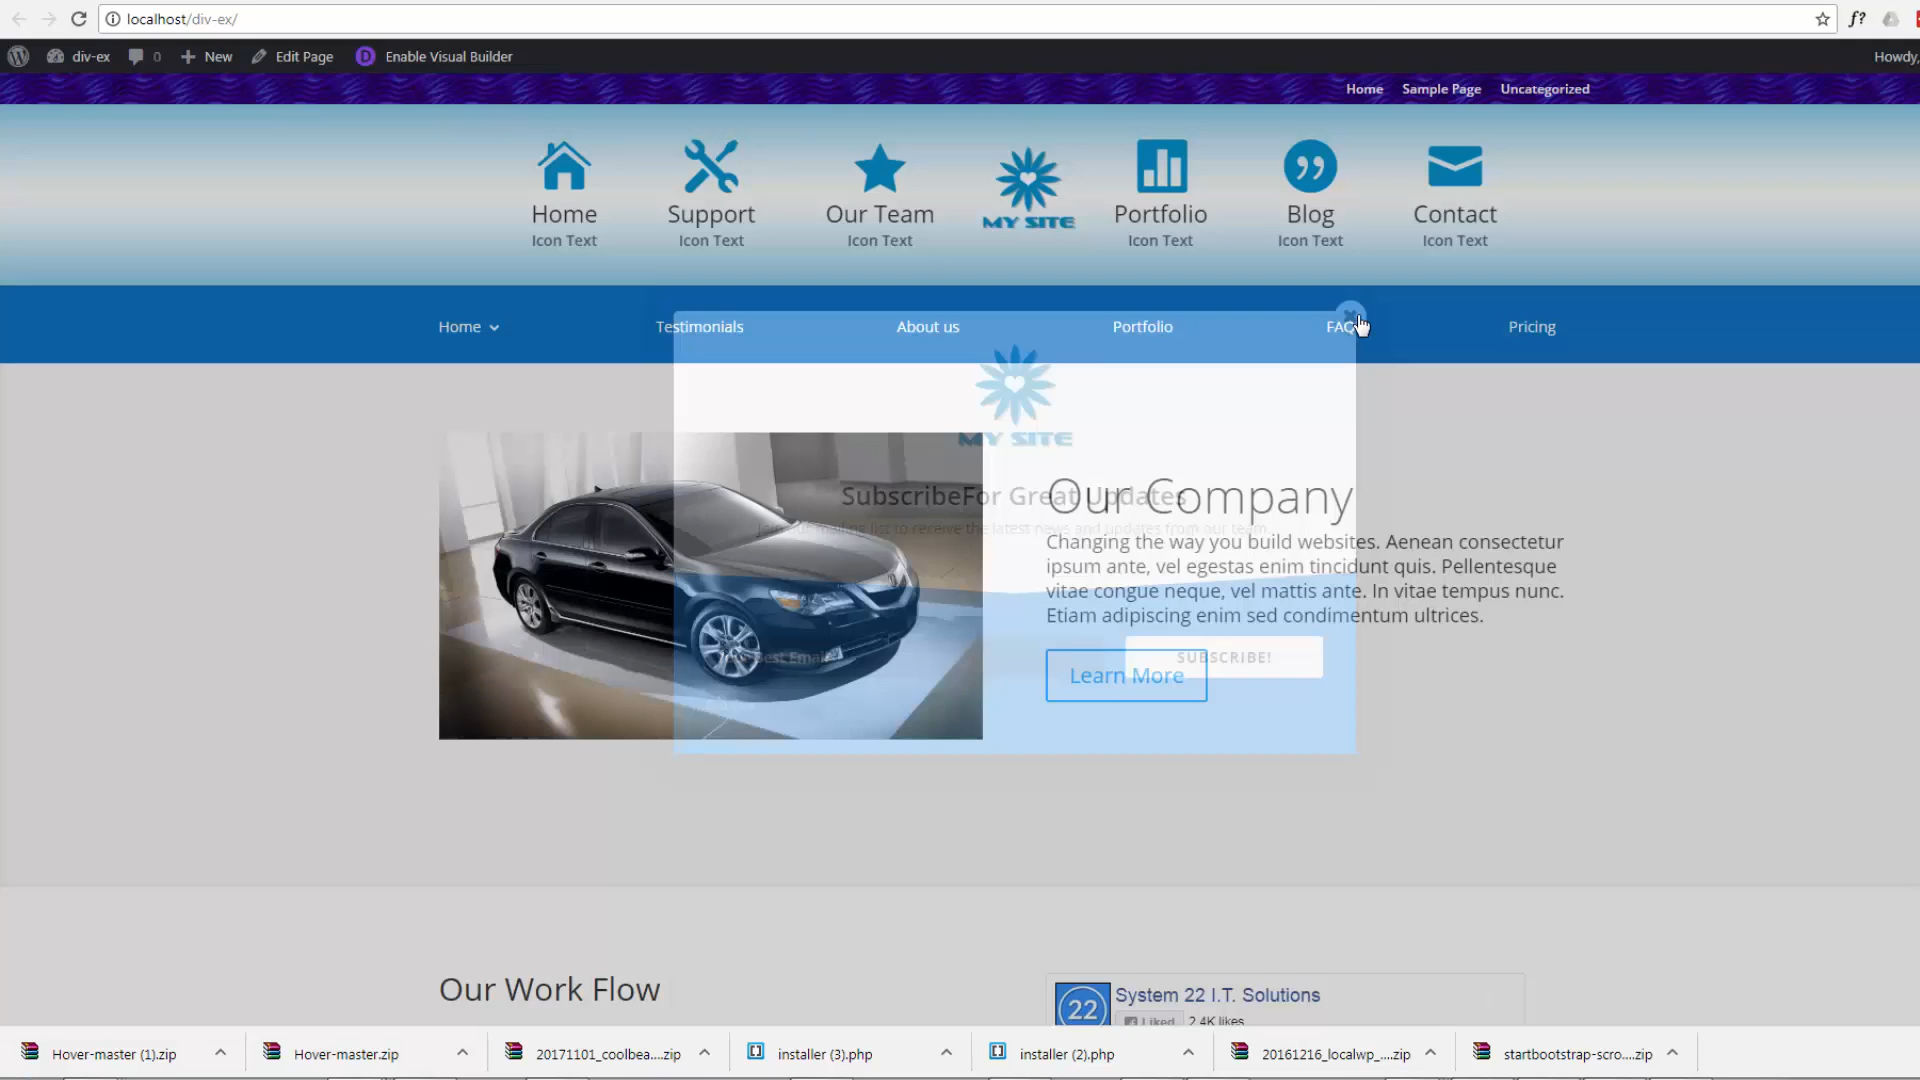 localhost/div-ex/
f?
div-ex
0
New
Edit Page
Enable Visual Builder
Howdy,
Home
Sample Page
Uncategorized
Home
Icon Text
Support
Icon Text
Our Team
Icon Text
MY SITE
Portfolio
Icon Text
Blog
Icon Text
Contact
Icon Text
Home
Testimonials
About us
Portfolio
FAQ
Pricing
MY SITE
SubscribeFor Great Updates
Join our mailing list to receive the latest news and updates from our team.
Best Email
SUBSCRIBE!
Our Company
Changing the way you build websites. Aenean consectetur
ipsum ante, vel egestas enim tincidunt quis. Pellentesque
vitae congue neque, vel mattis ante. In vitae tempus nunc.
Etiam adipiscing enim sed condimentum ultrices.
Learn More
Our Work Flow
22
System 22 I.T. Solutions
Liked
2.4K likes
Hover-master (1).zip
Hover-master.zip
20171101_coolbea....zip
installer (3).php
installer (2).php
20161216_localwp_....zip
startbootstrap-scro....zip